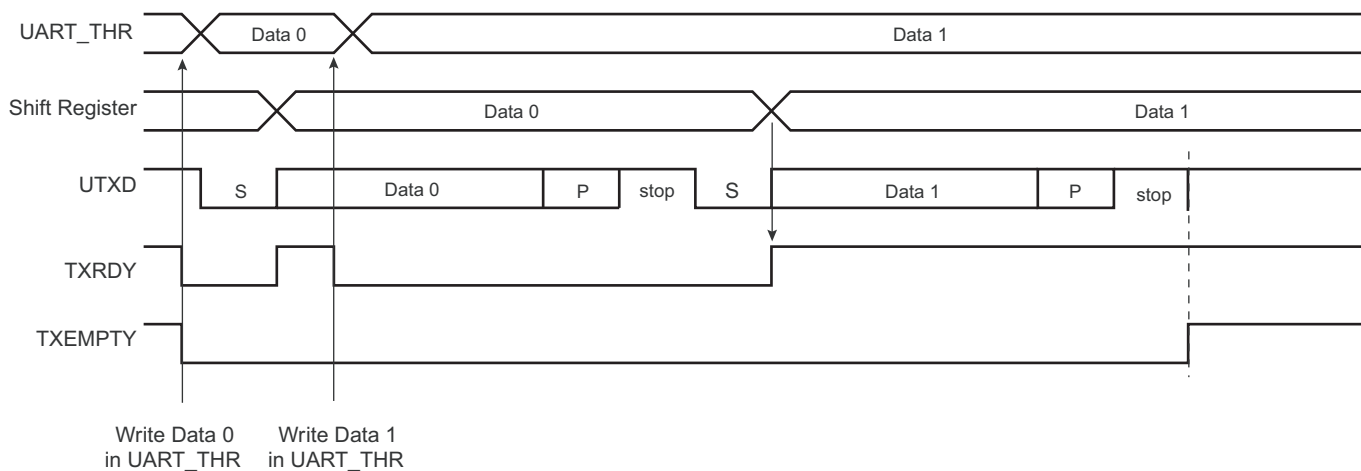 UART_THR
Data 0
Data 1
Shift Register
Data 0
Data 1
UTXD
S
Data 0
P
stop
S
Data 1
P
stop
TXRDY
TXEMPTY
Write Data 0
in UART_THR
Write Data 1
in UART_THR